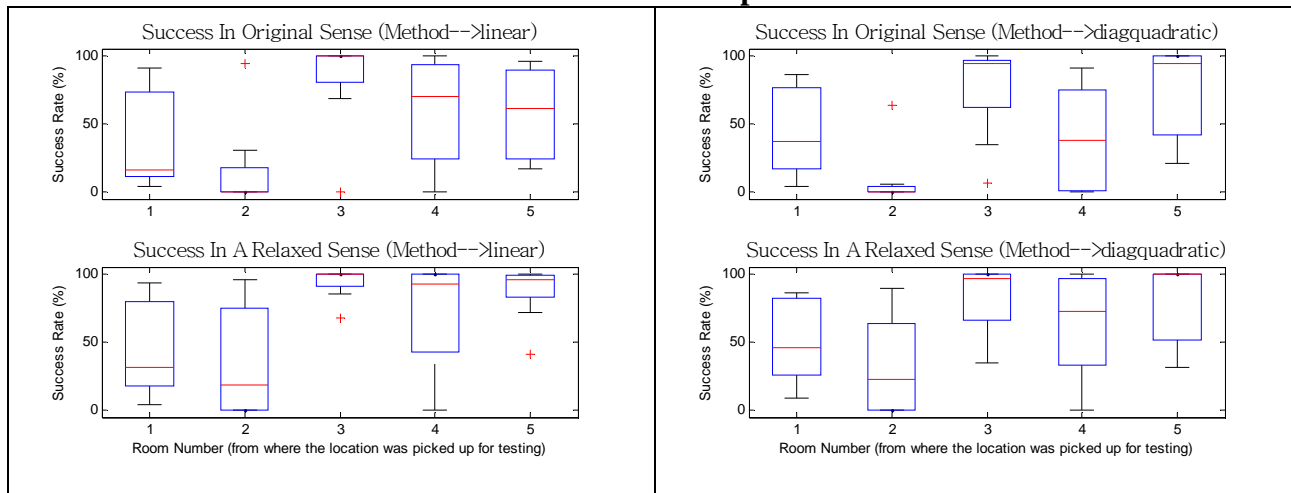 Success In Original Sense (Method-->linear)
100
50
0
Success Rate (%)
1 2 3 4 5
Success In A Relaxed Sense (Method-->linear)
100
50
0
Success Rate (%)
1 2 3 4 5
Room Number (from where the location was picked up for testing)
Success In Original Sense (Method-->diagquadratic)
100
50
0
Success Rate (%)
1 2 3 4 5
Success In A Relaxed Sense (Method-->diagquadratic)
100
50
0
Success Rate (%)
1 2 3 4 5
Room Number (from where the location was picked up for testing)